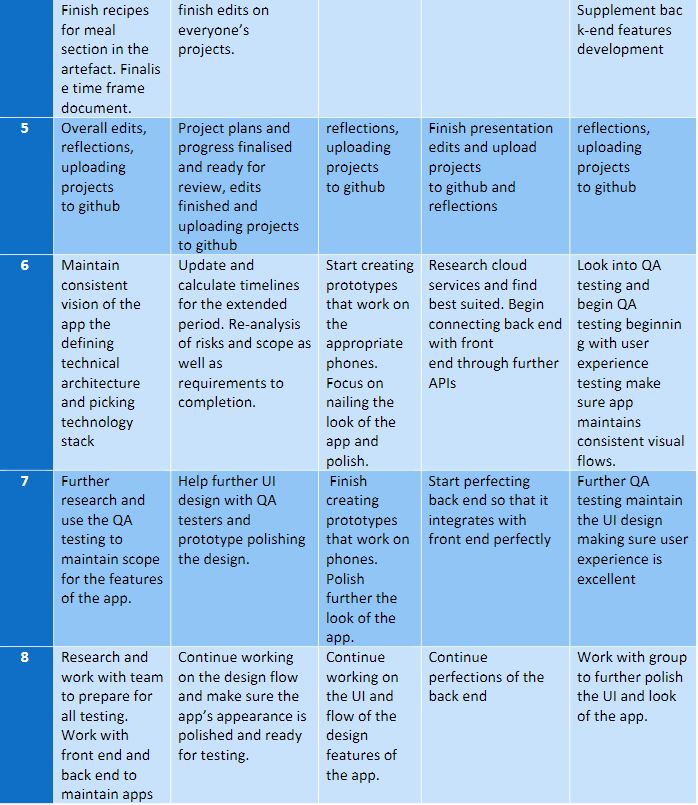 Finish recipes
for meal
section in the
artefact. Finalis
e time frame
document.
finish edits on
everyone's
projects.
Supplement bac
k-end features
development
5
Overall edits,
reflections,
uploading
projects
to github
Project plans and
progress finalised
and ready for
review, edits
finished and
uploading projects
to github
reflections,
uploading
projects
to github
Finish presentation
edits and upload
projects
to github and
reflections
reflections,
uploading
projects
to github
6
Maintain
consistent
vision of the
app the
defining
technical
architecture
and picking
technology
stack
Update and
calculate timelines
for the extended
period. Re-analysis
of risks and scope as
well as
requirements to
completion.
Start creating
prototypes
that work on
the
appropriate
phones.
Focus on
nailing the
look of the
app and
polish.
Research cloud
services and find
best suited. Begin
connecting back end
with front
end through further
APIs
Look into QA
testing and
begin QA
testing beginnin
g with user
experience
testing make
sure app
maintains
consistent visual
flows.
7
Further
research and
use the QA
testing to
maintain scope
for the features
of the app.
Help further UI
design with QA
testers and
prototype polishing
the design.
Finish
creating
prototypes
that work on
phones.
Polish
further the
look of the
app.
Start perfecting
back end so that it
integrates with
front end perfectly
Further QA
testing maintain
the UI design
making sure user
experience is
excellent
8
Research and
work with team
to prepare for
all testing.
Work with
front end and
back end to
maintain apps
Continue working
on the design flow
and make sure the
app's appearance is
polished and ready
for testing.
Continue
working on
the UI and
flow of the
design
features of
the app.
Continue
perfections of the
back end
Work with group
to further polish
the UI and look
of the app.